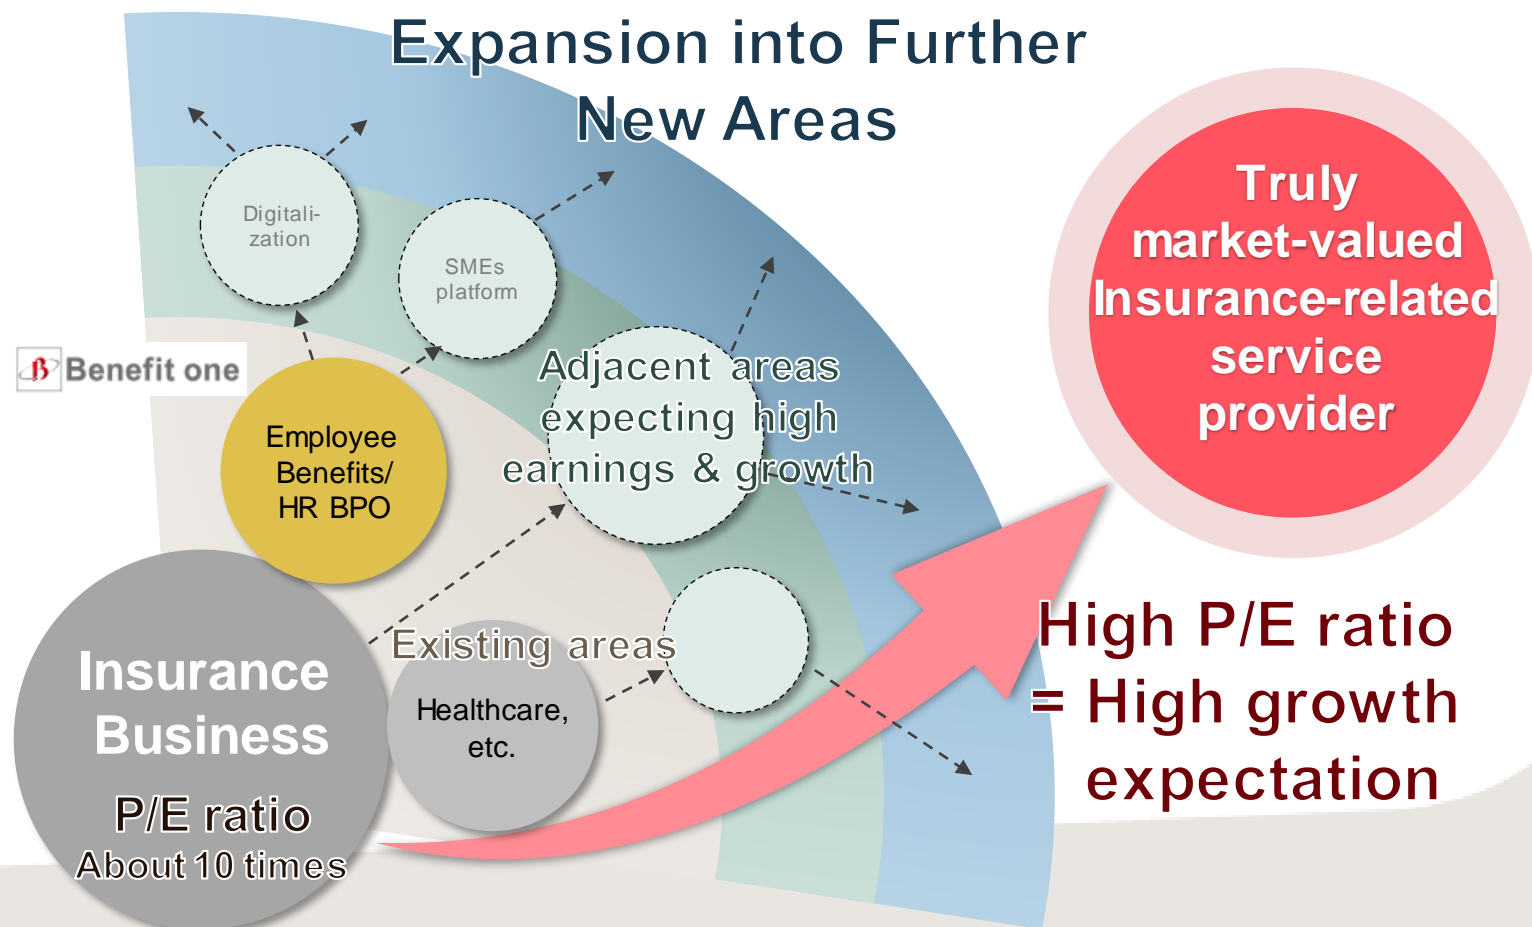 Expansion into Further
New Areas
Digitali-
zation
SMEs
platform
Benefit one
Employee
Benefits/
HR BPO
Adjacent areas
expecting high
earnings & growth
Existing areas
Healthcare,
etc.
Insurance
Business
P/E ratio
About 10 times
Truly
market-valued
Insurance-related
service
provider
High P/E ratio
= High growth
expectation